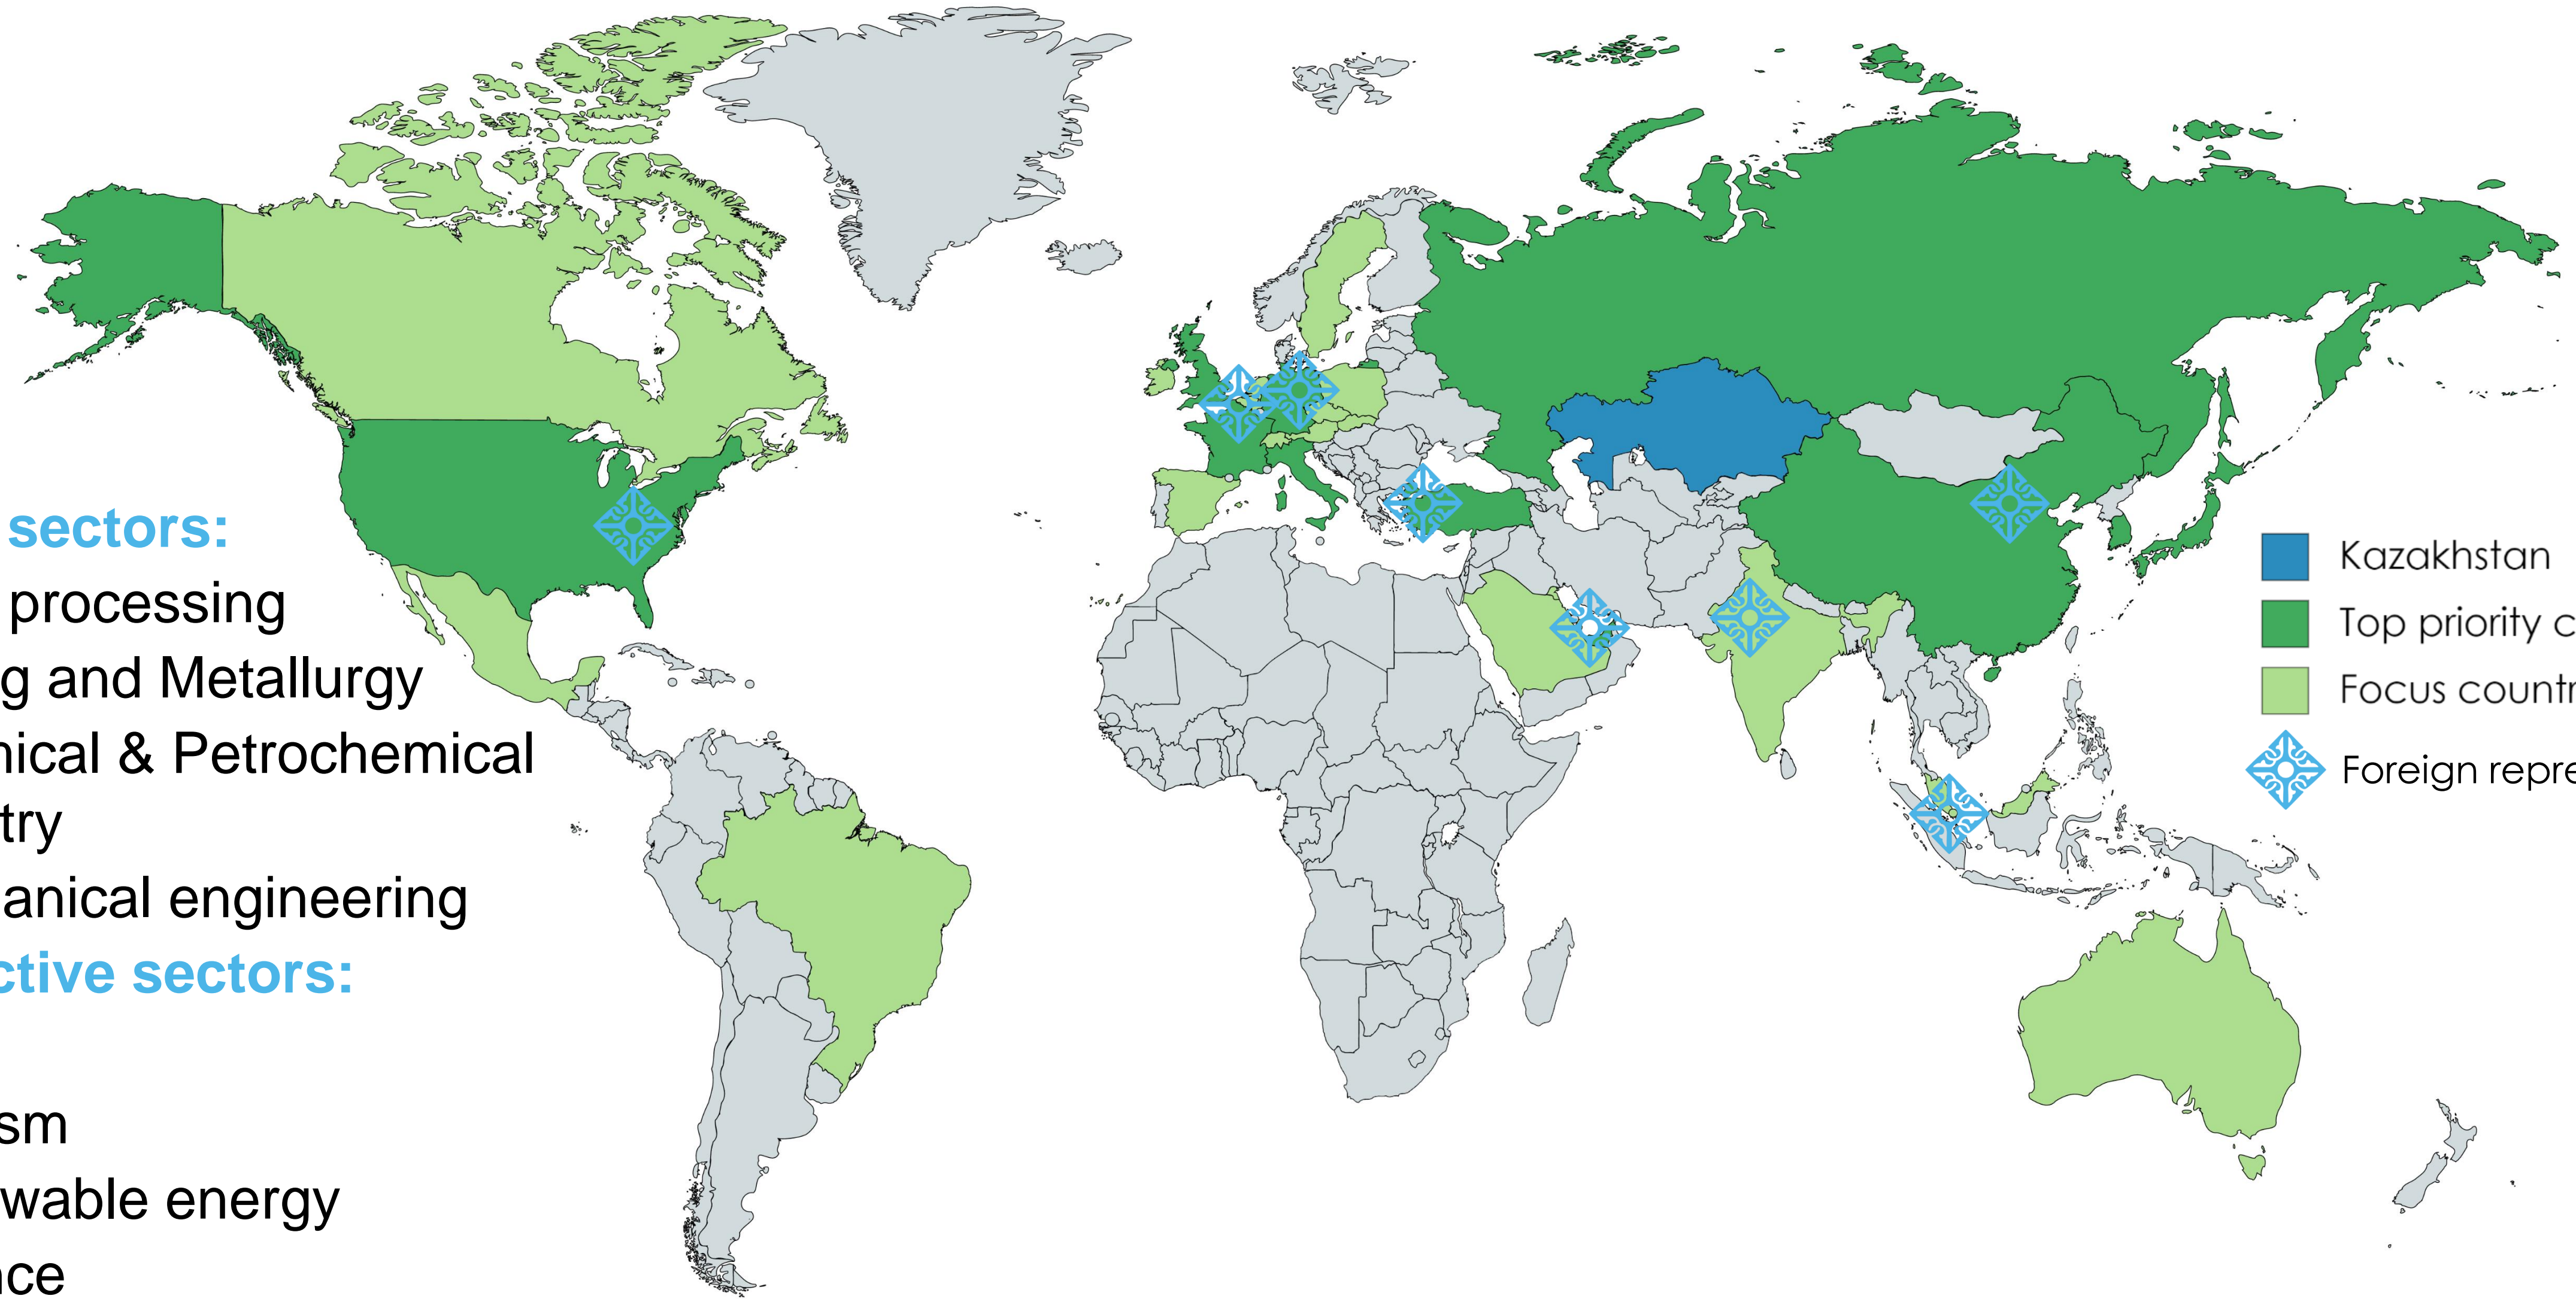 sectors:
processing
g and Metallurgy
nical & Petrochemical
try
anical engineering
ctive sectors:
sm
wable energy
nce
Kazakhstan
Top priority c
Focus countr
Foreign repre